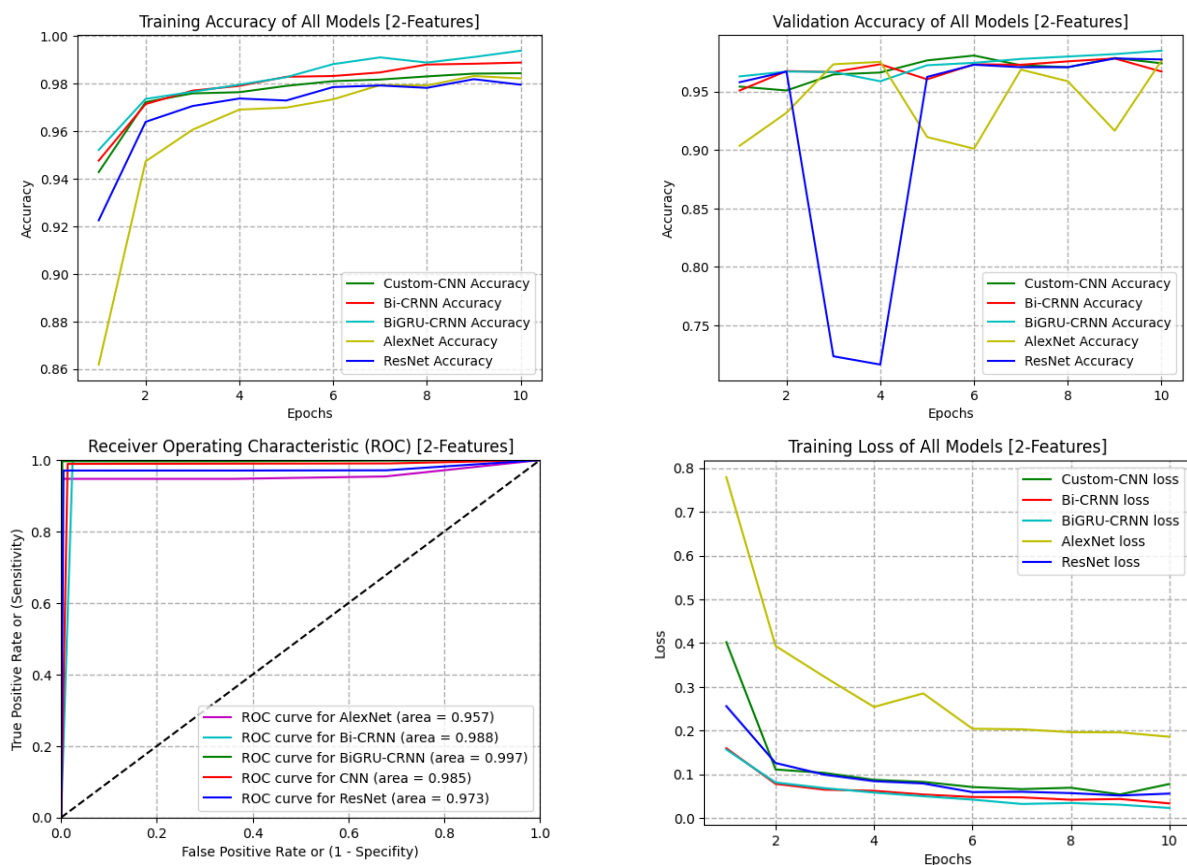 Training Accuracy of All Models [2-Features]
1.00
0.98
0.96
0.94
0.92
0.90
0.88
0.86
Accuracy
Custom-CNN Accuracy
Bi-CRNN Accuracy
BiGRU-CRNN Accuracy
AlexNet Accuracy
ResNet Accuracy
2 4 6 8 10
Epochs
Validation Accuracy of All Models [2-Features]
0.95
0.90
0.85
0.80
0.75
Accuracy
Custom-CNN Accuracy
Bi-CRNN Accuracy
BiGRU-CRNN Accuracy
AlexNet Accuracy
ResNet Accuracy
2 4 6 8 10
Epochs
Receiver Operating Characteristic (ROC) [2-Features]
1.0
0.8
0.6
0.4
0.2
0.0
True Positive Rate or (Sensitivity)
ROC curve for AlexNet (area = 0.957)
ROC curve for Bi-CRNN (area = 0.988)
ROC curve for BiGRU-CRNN (area = 0.997)
ROC curve for CNN (area = 0.985)
ROC curve for ResNet (area = 0.973)
0.0 0.2 0.4 0.6 0.8 1.0
False Positive Rate or (1 - Specifity)
Training Loss of All Models [2-Features]
0.8
0.7
0.6
0.5
0.4
0.3
0.2
0.1
0.0
Loss
Custom-CNN loss
Bi-CRNN loss
BiGRU-CRNN loss
AlexNet loss
ResNet loss
2 4 6 8 10
Epochs